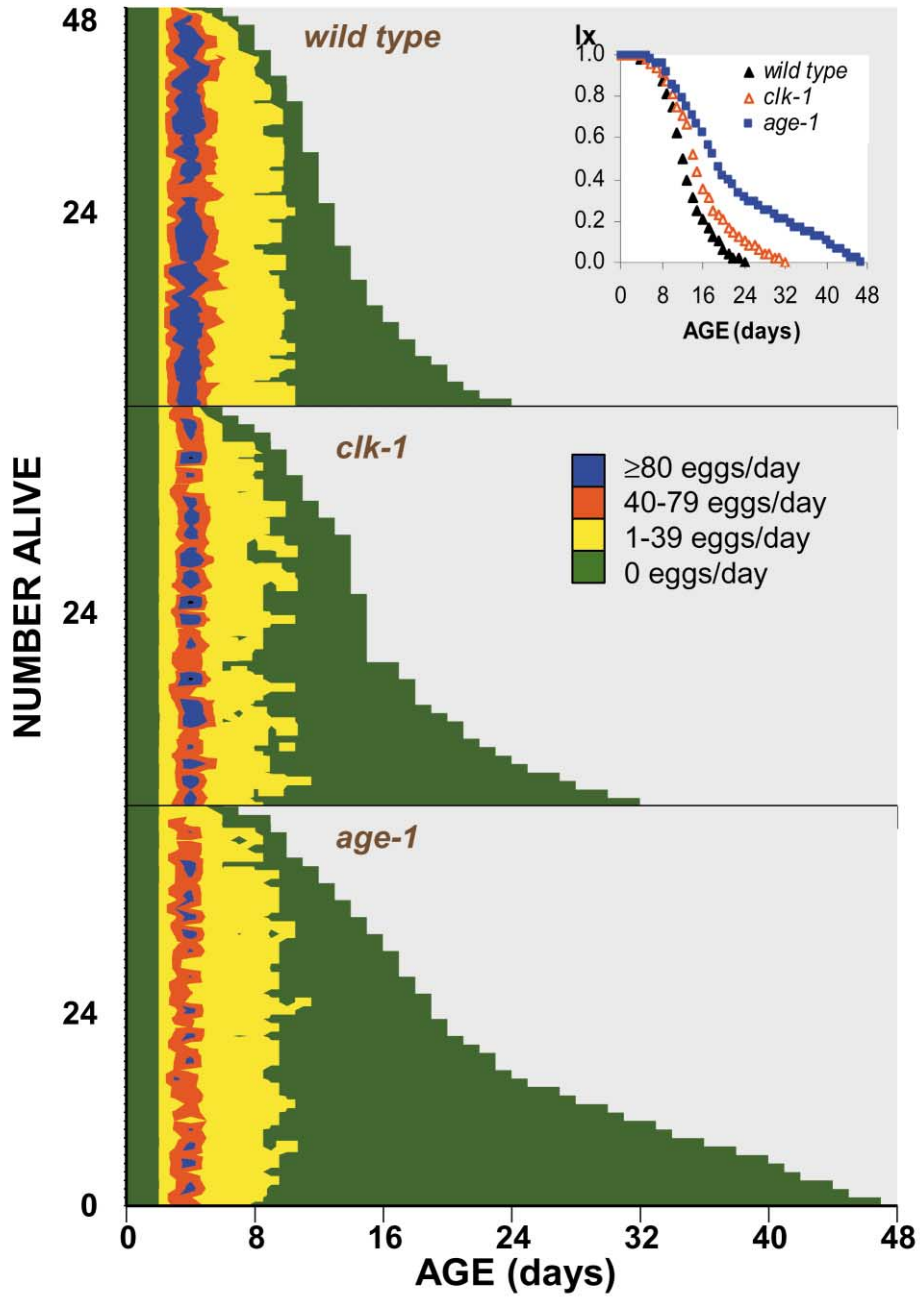 48
wild type
lx
1.0
0.8
0.6
0.4
0.2
0.0
wild type
clk-1
age-1
0 8 16 24 32 40 48
AGE (days)
24
clk-1
≥80 eggs/day
40-79 eggs/day
1-39 eggs/day
0 eggs/day
24
NUMBER ALIVE
age-1
24
0
0 8 16 24 32 40 48
AGE (days)